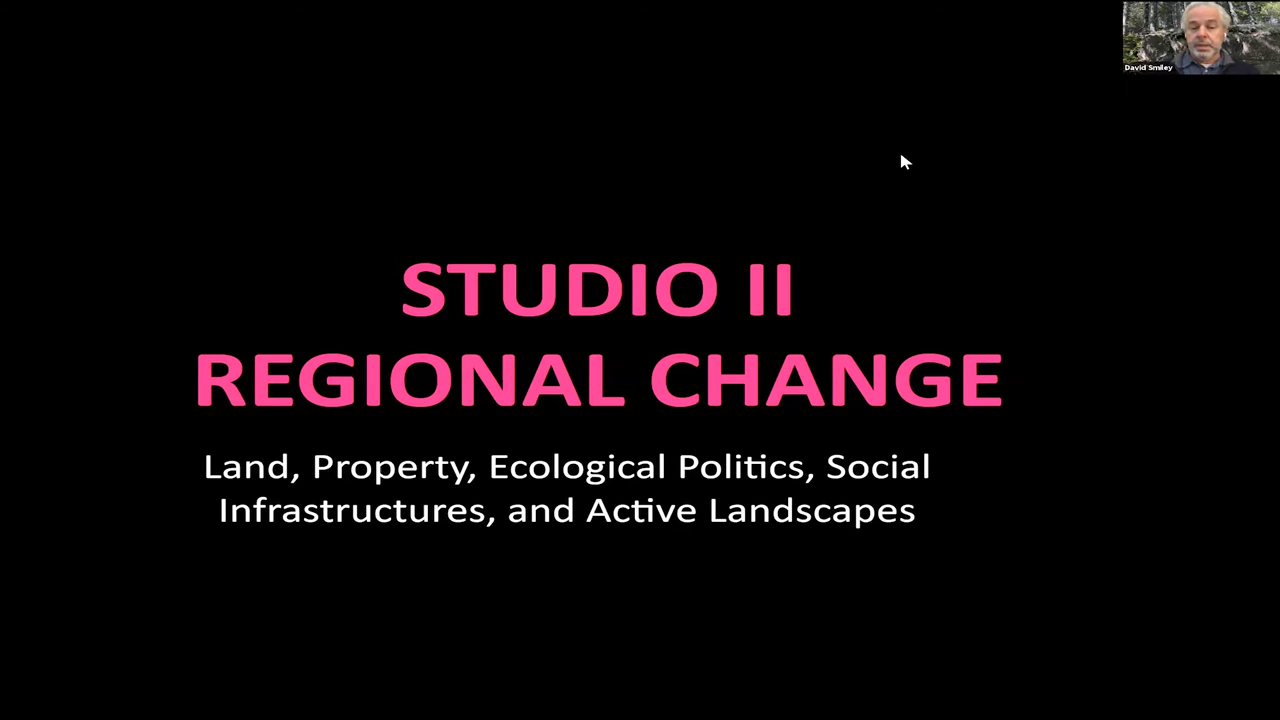 David Smiley
STUDIO II
REGIONAL CHANGE
Land, Property, Ecological Politics, Social
Infrastructures, and Active Landscapes